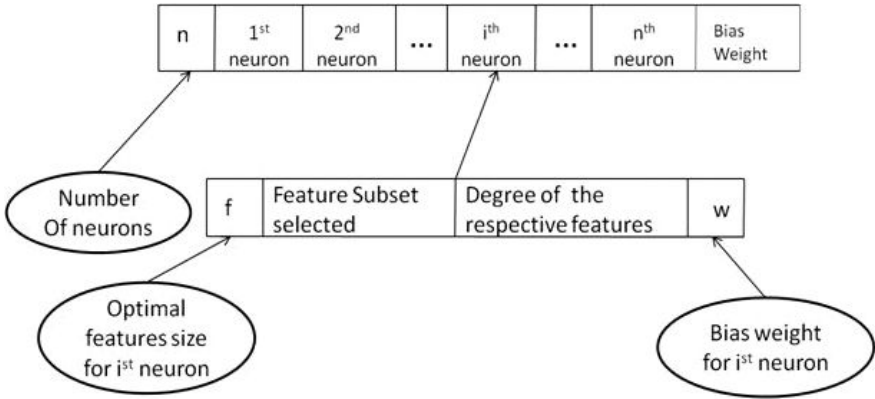 n
1st
neuron
2nd
neuron
...
ith
neuron
...
nth
neuron
Bias
Weight
Number
Of neurons
f
Feature Subset
selected
Degree of the
respective features
w
Optimal
features size
for ist neuron
Bias weight
for ist neuron